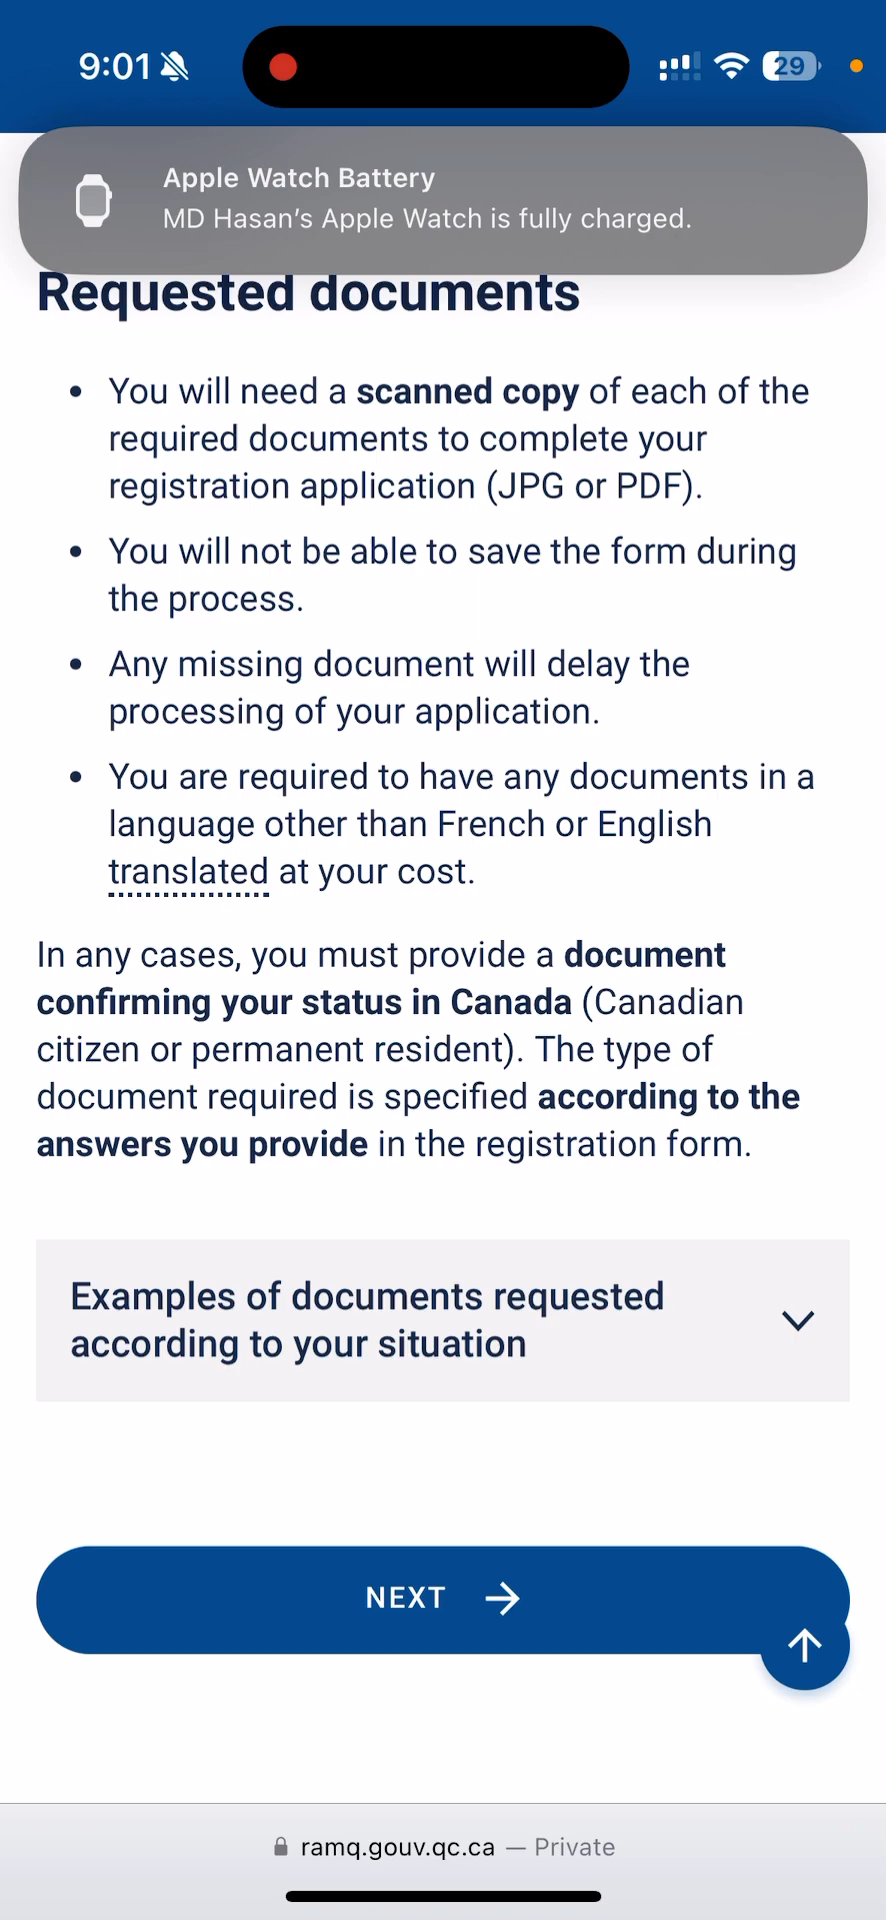 9:01
29
Apple Watch Battery
MD Hasan’s Apple Watch is fully charged.
Requested documents
• You will need a scanned copy of each of the
required documents to complete your
registration application (JPG or PDF).
• You will not be able to save the form during
the process.
• Any missing document will delay the
processing of your application.
• You are required to have any documents in a
language other than French or English
translated at your cost.
In any cases, you must provide a document
confirming your status in Canada (Canadian
citizen or permanent resident). The type of
document required is specified according to the
answers you provide in the registration form.
Examples of documents requested
according to your situation
NEXT
ramq.gouv.qc.ca — Private